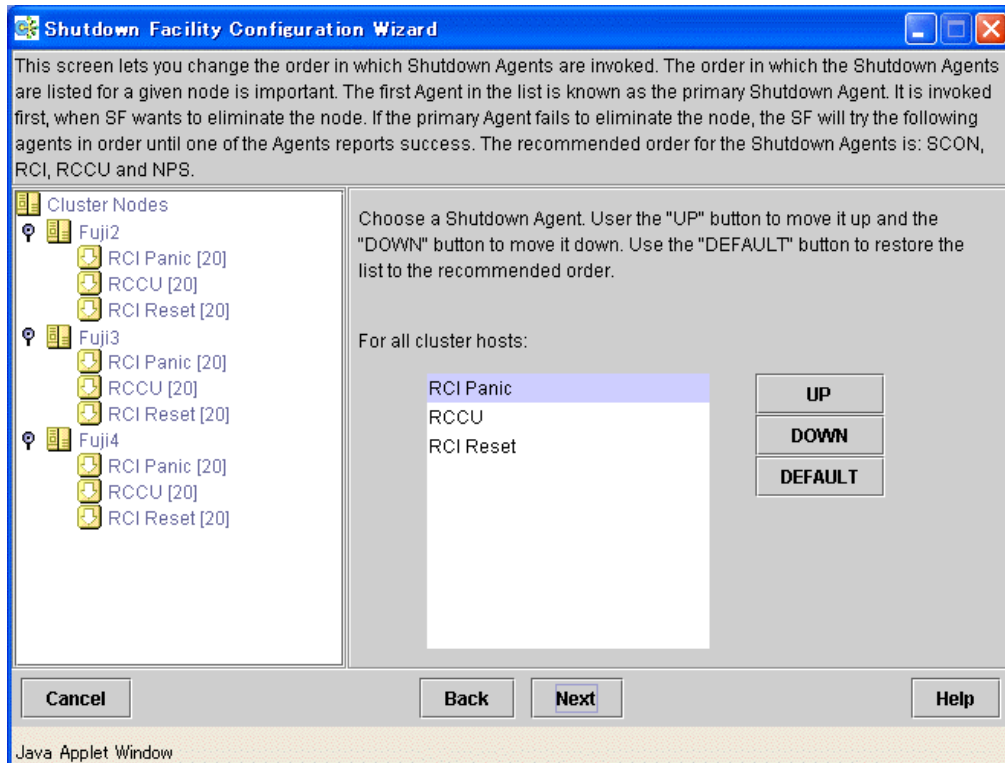 Shutdown Facility Configuration Wizard
This screen lets you change the order in which Shutdown Agents are invoked. The order in which the Shutdown Agents
are listed for a given node is important. The first Agent in the list is known as the primary Shutdown Agent. It is invoked
first, when SF wants to eliminate the node. If the primary Agent fails to eliminate the node, the SF will try the following
agents in order until one of the Agents reports success. The recommended order for the Shutdown Agents is: SCON,
RCI, RCCU and NPS.
Cluster Nodes
Fuji2
RCI Panic [20]
RCCU [20]
RCI Reset [20]
Fuji3
RCI Panic [20]
RCCU [20]
RCI Reset [20]
Fuji4
RCI Panic [20]
RCCU [20]
RCI Reset [20]
Choose a Shutdown Agent. User the "UP" button to move it up and the
"DOWN" button to move it down. Use the "DEFAULT" button to restore the
list to the recommended order.
For all cluster hosts:
RCI Panic
RCCU
RCI Reset
UP
DOWN
DEFAULT
Cancel
Back
Next
Help
Java Applet Window